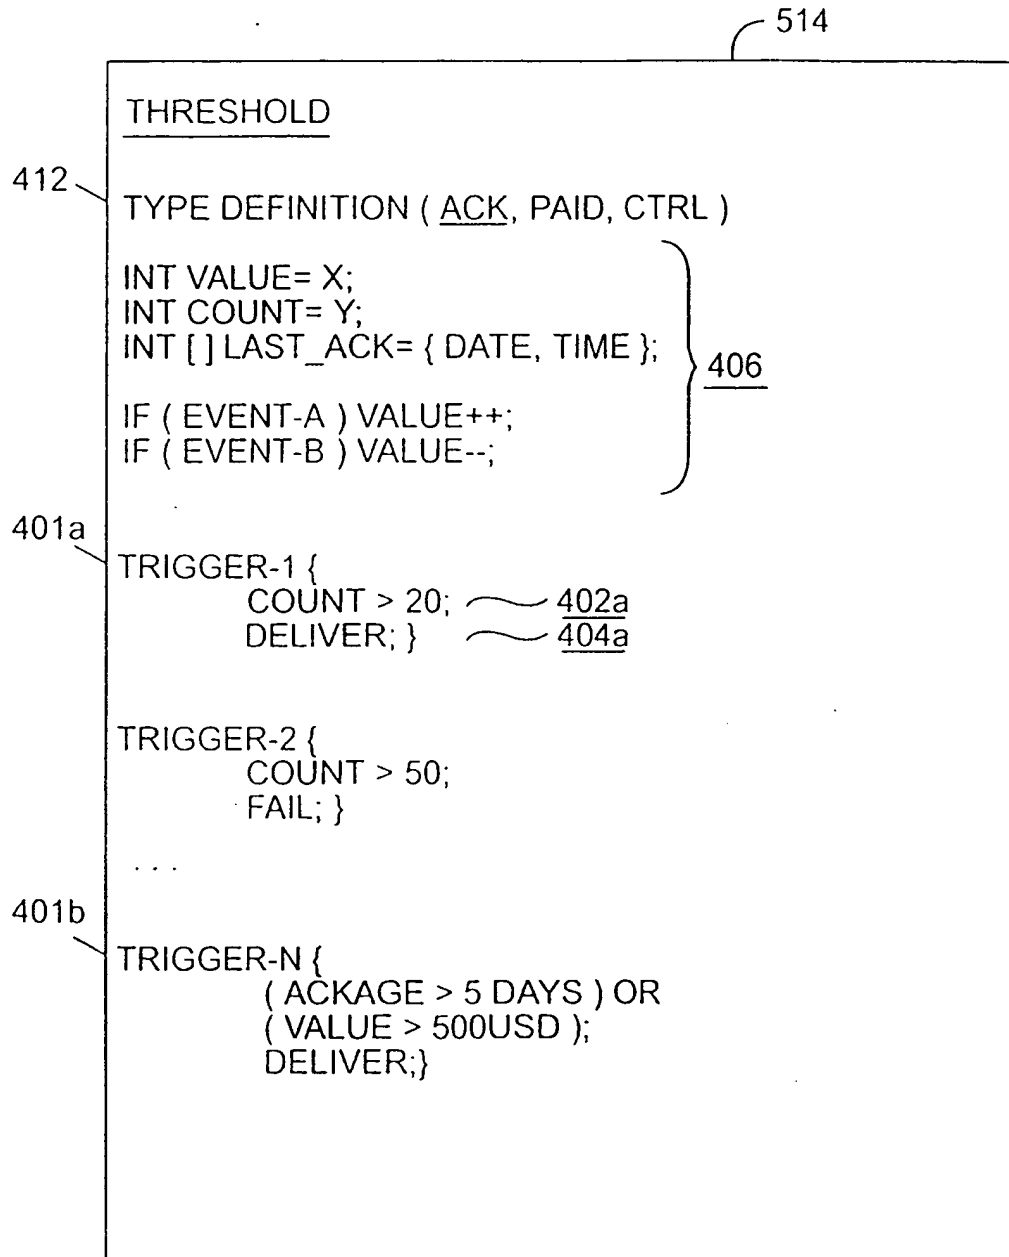 514
THRESHOLD
412
TYPE DEFINITION ( ACK, PAID, CTRL )
INT VALUE= X;
INT COUNT= Y;
INT [ ] LAST_ACK= { DATE, TIME };
406
IF ( EVENT-A ) VALUE++;
IF ( EVENT-B ) VALUE--;
401a
TRIGGER-1 {
COUNT > 20; 402a
DELIVER; } 404a
TRIGGER-2 {
COUNT > 50;
FAIL; }
. . .
401b
TRIGGER-N {
( ACKAGE > 5 DAYS ) OR
( VALUE > 500USD );
DELIVER;}